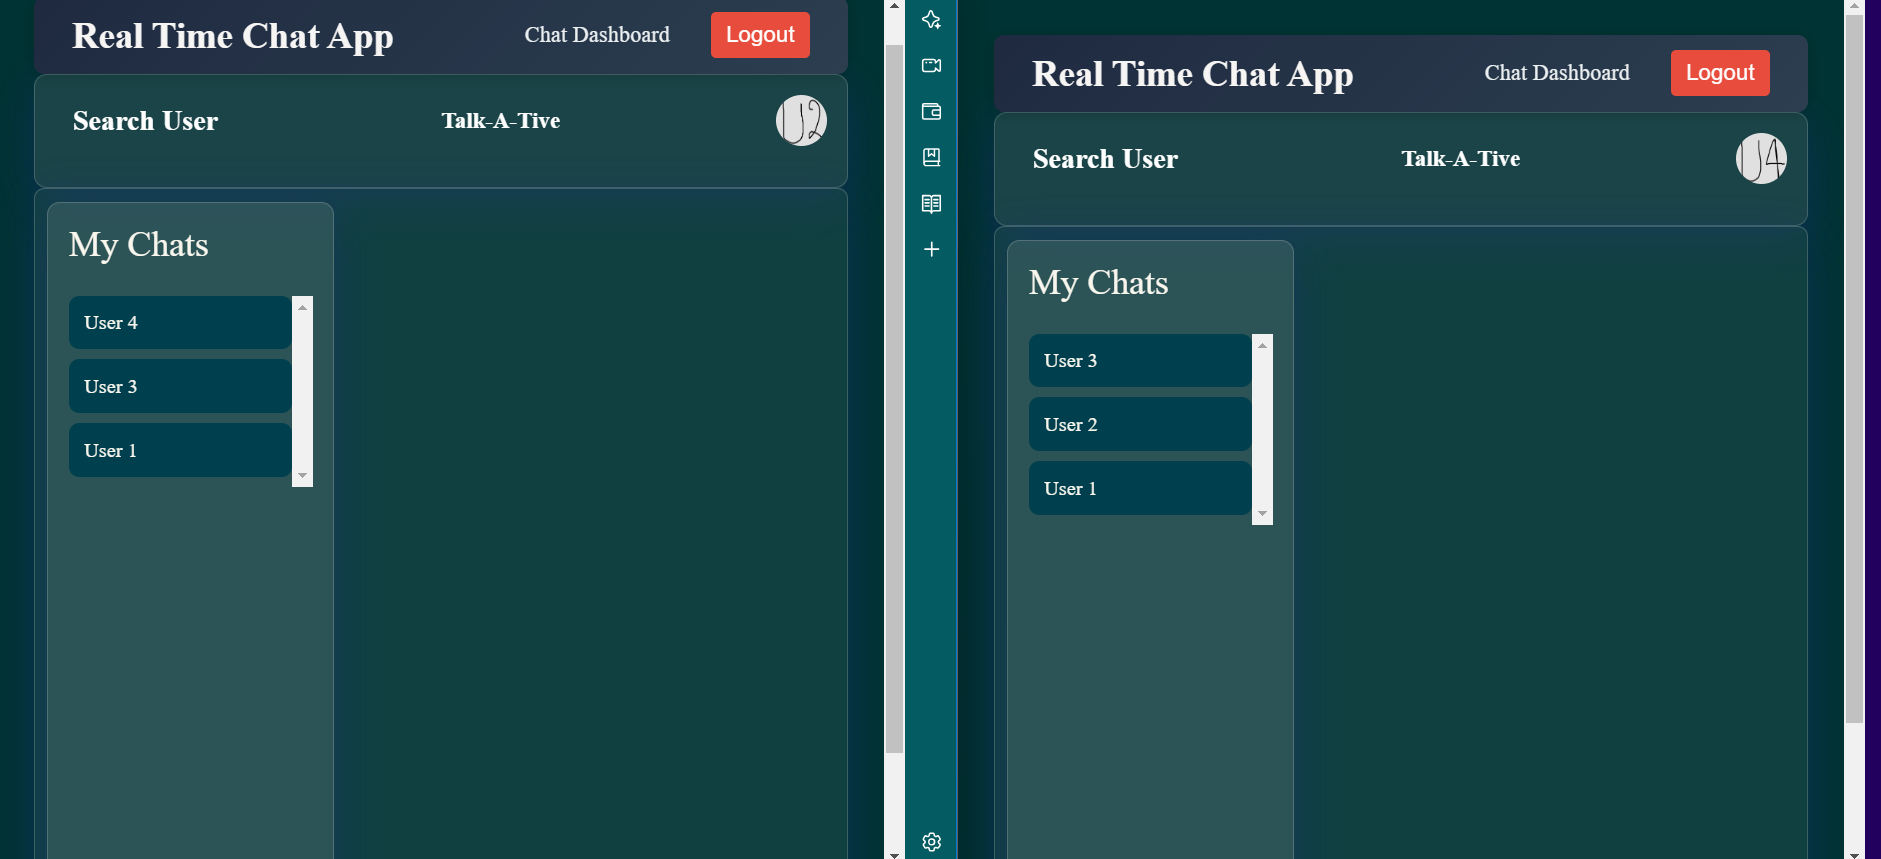 Real Time Chat App
Chat Dashboard
Logout
Search User
Talk-A-Tive
U2
My Chats
User 4
User 3
User 1
Real Time Chat App
Chat Dashboard
Logout
Search User
Talk-A-Tive
U4
My Chats
User 3
User 2
User 1